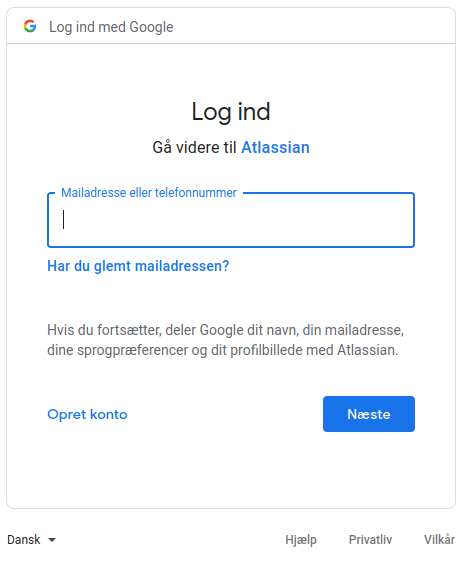 Log ind med Google
Log ind
Gå videre til Atlassian
Mailadresse eller telefonnummer
Har du glemt mailadressen?
Hvis du fortsætter, deler Google dit navn, din mailadresse,
dine sprogpræferencer og dit profilbillede med Atlassian.
Opret konto
Næste
Dansk
Hjælp
Privatliv
Vilkår